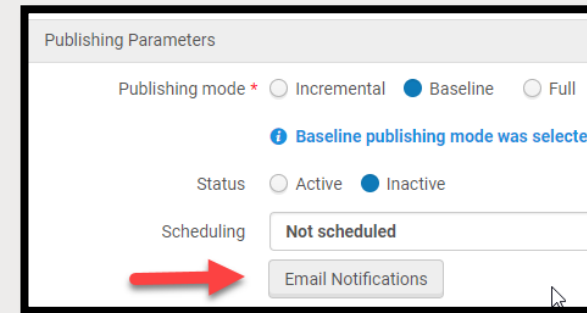 Publishing Parameters
Publishing mode * Incremental Baseline Full
Baseline publishing mode was selecte
Status Active Inactive
Scheduling Not scheduled
Email Notifications